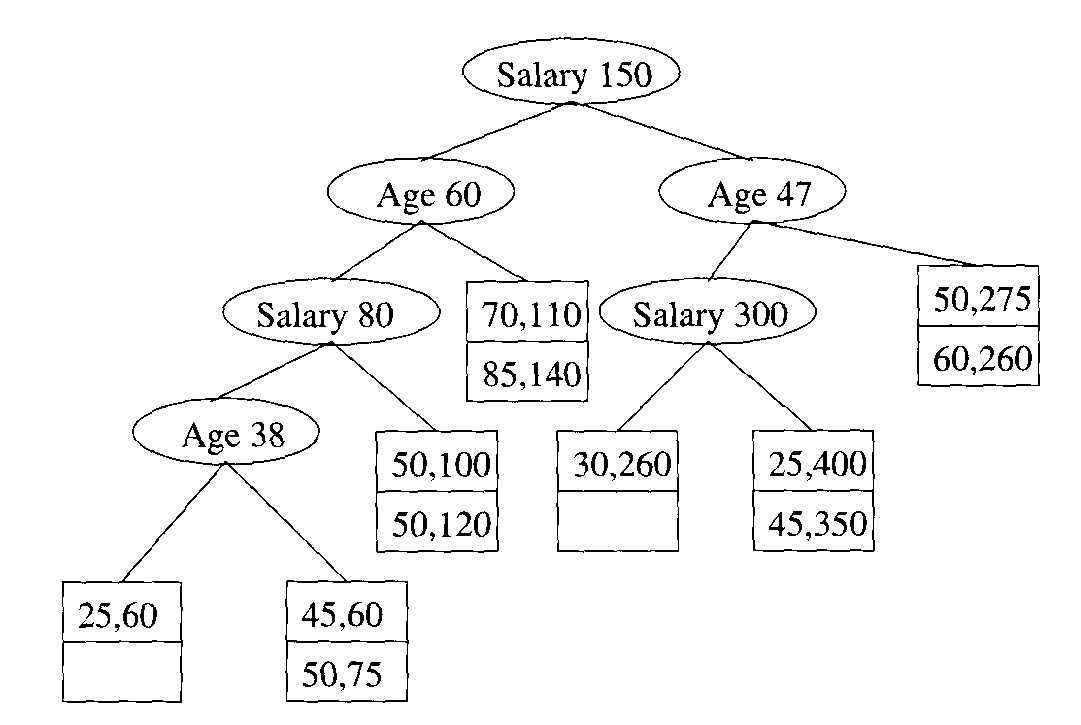 Salary 150
Age 60
Age 47
Salary 80
70,110
85,140
Salary 300
50,275
60,260
Age 38
50,100
50,120
30,260
25,400
45,350
25,60
45,60
50,75